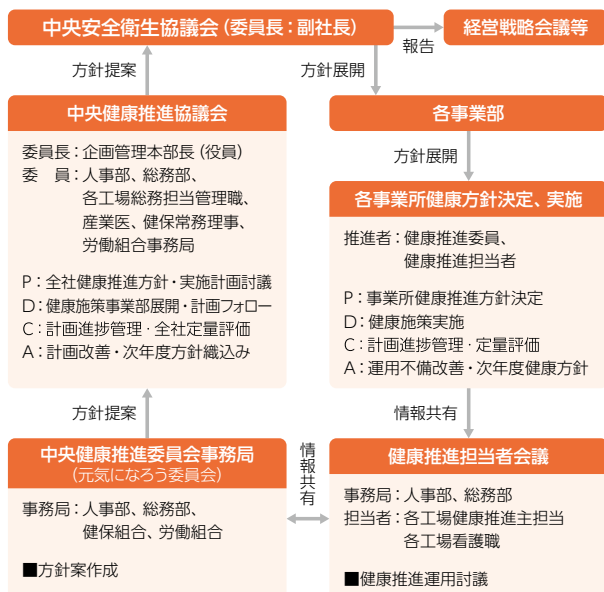 中央安全衛生協議会（委員長：副社長）
経営戦略会議等
報告
方針提案
方針展開
中央健康推進協議会
委員長：企画管理本部長（役員）
委　員：人事部、総務部、
各工場総務担当管理職、
産業医、健保常務理事、
労働組合事務局
P：全社健康推進方針・実施計画討議
D：健康施策事業部展開・計画フォロー
C：計画進捗管理・全社定量評価
A：計画改善・次年度方針織込み
各事業部
方針展開
各事業所健康方針決定、実施
推進者：健康推進委員、
健康推進担当者
P：事業所健康推進方針決定
D：健康施策実施
C：計画進捗管理・定量評価
A：運用不備改善・次年度健康方針
方針提案
情報共有
中央健康推進委員会事務局
（元気になろう委員会）
事務局：人事部、総務部、
健保組合、労働組合
■方針案作成
情報共有
健康推進担当者会議
事務局：人事部、総務部
担当者：各工場健康推進主担当
各工場看護職
■健康推進運用討議